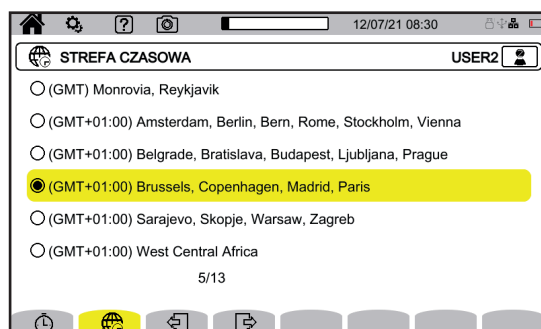 ?
12/07/21 08:30
STREFA CZASOWA
USER2
2
(GMT) Monrovia, Reykjavik
(GMT+01:00) Amsterdam, Berlin, Bern, Rome, Stockholm, Vienna
(GMT+01:00) Belgrade, Bratislava, Budapest, Ljubljana, Prague
(GMT+01:00) Brussels, Copenhagen, Madrid, Paris
(GMT+01:00) Sarajevo, Skopje, Warsaw, Zagreb
(GMT+01:00) West Central Africa
5/13